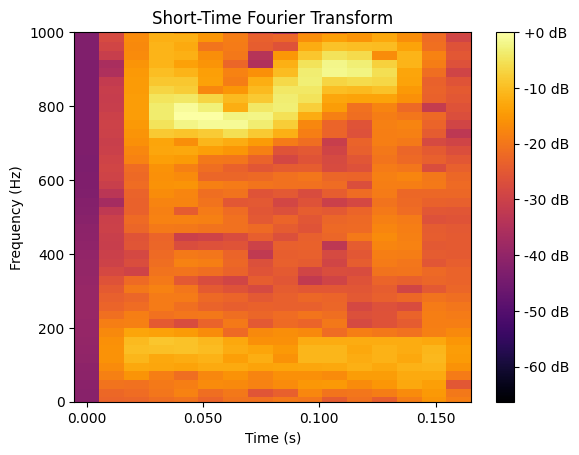 Short-Time Fourier Transform
1000
800
600
400
200
0
Frequency (Hz)
0.000
0.050
0.100
0.150
Time (s)
+0 dB
-10 dB
-20 dB
-30 dB
-40 dB
-50 dB
-60 dB